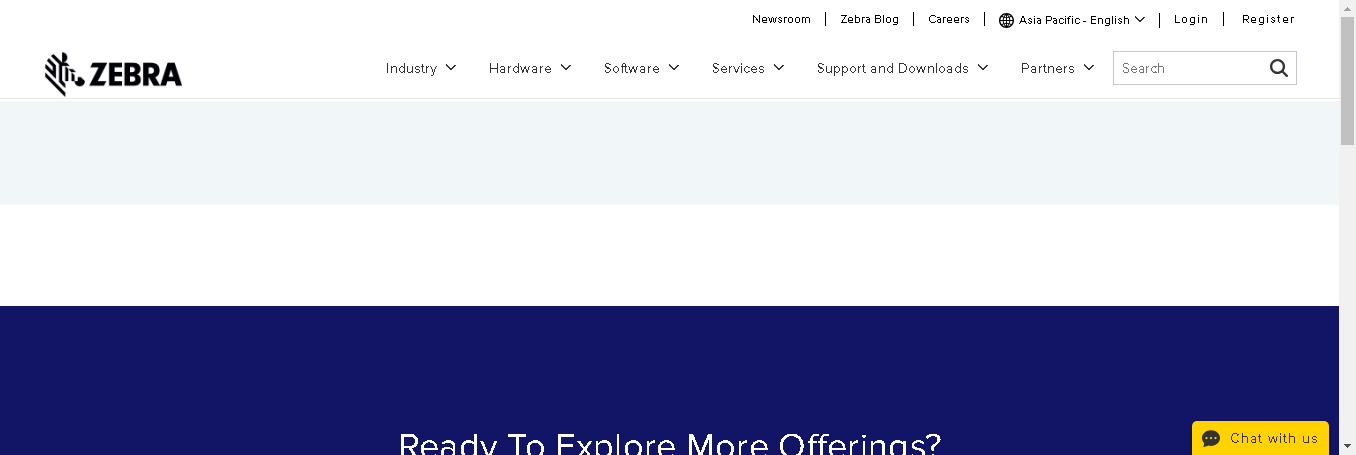 Newsroom Zebra Blog Careers Asia Pacific - English Login Register
ZEBRA Industry Hardware Software Services Support and Downloads Partners Search
Ready To Explore More Offerings?
Chat with us